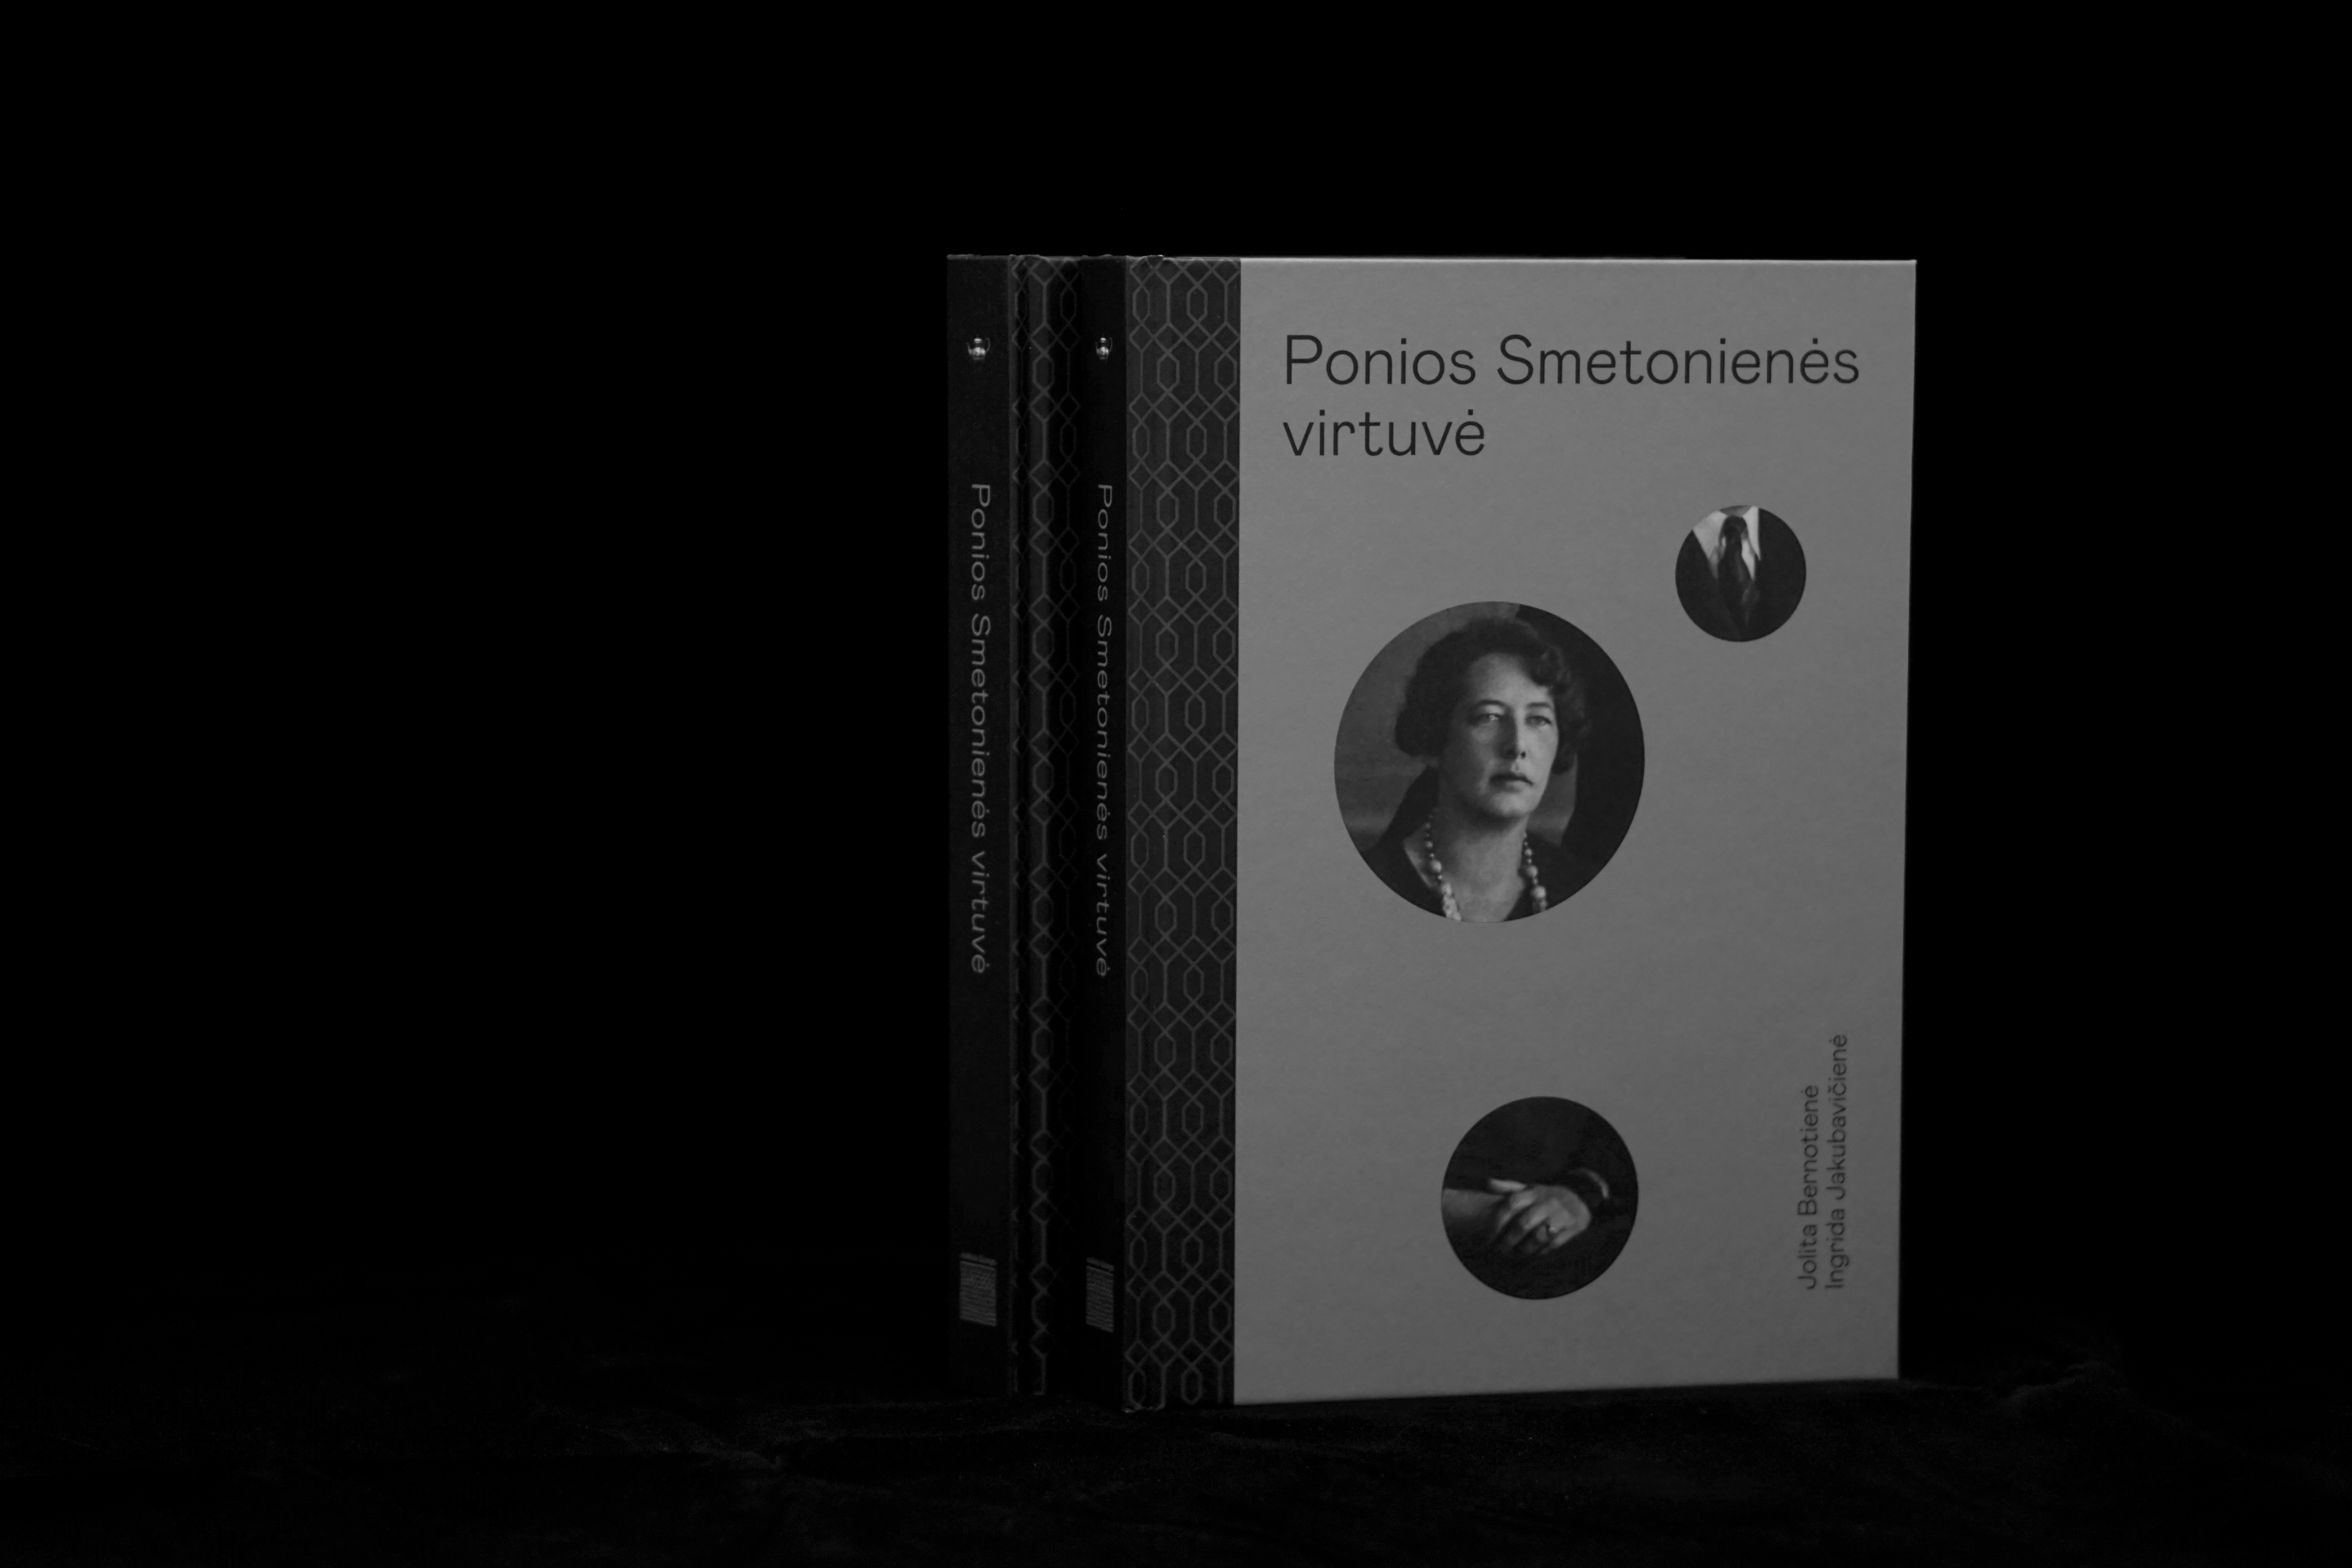 Ponios Smetonienės virtuvė
Ponios Smetonienės virtuvė
Ponios Smetonienės
virtuvė
Jolita Bernotienė
Ingrida Jakubavičienė